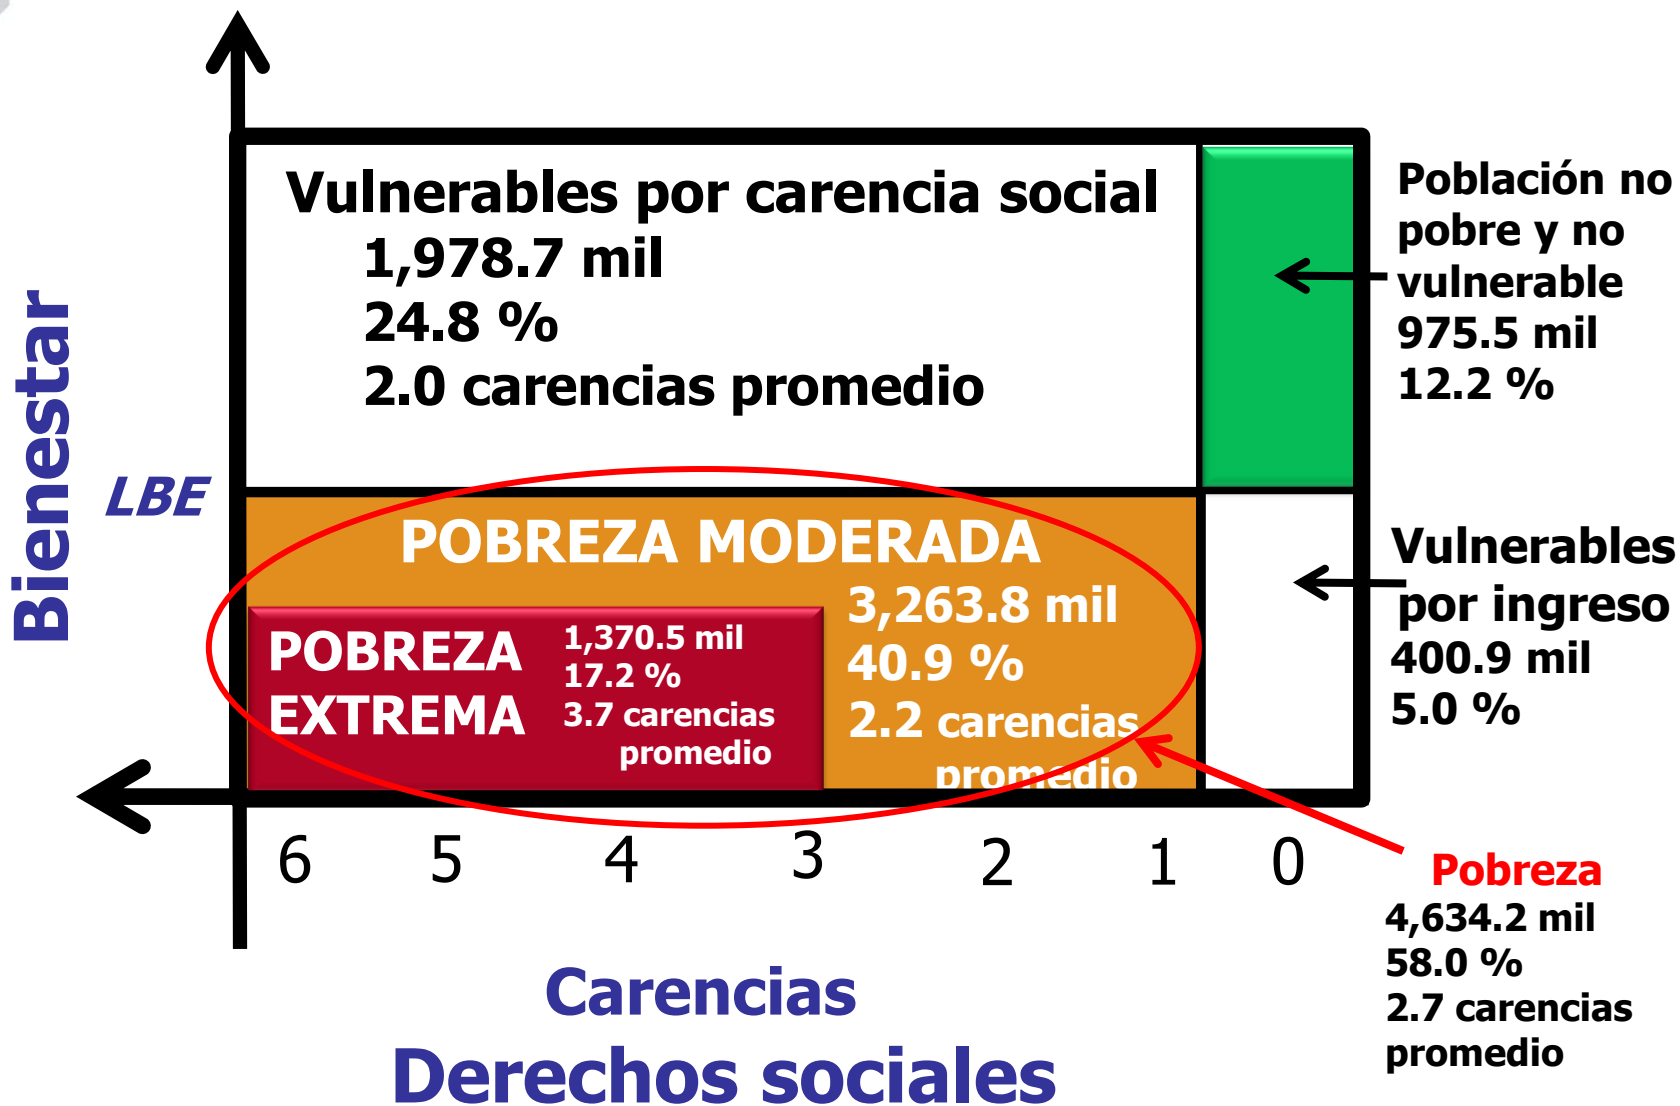 Bienestar
LBE
Vulnerables por carencia social
1,978.7 mil
24.8 %
2.0 carencias promedio
Población no
pobre y no
vulnerable
975.5 mil
12.2 %
POBREZA MODERADA
3,263.8 mil
40.9 %
2.2 carencias
promedio
POBREZA
EXTREMA
1,370.5 mil
17.2 %
3.7 carencias
promedio
Vulnerables
por ingreso
400.9 mil
5.0 %
6 5 4 3 2 1 0
Pobreza
4,634.2 mil
58.0 %
2.7 carencias
promedio
Carencias
Derechos sociales